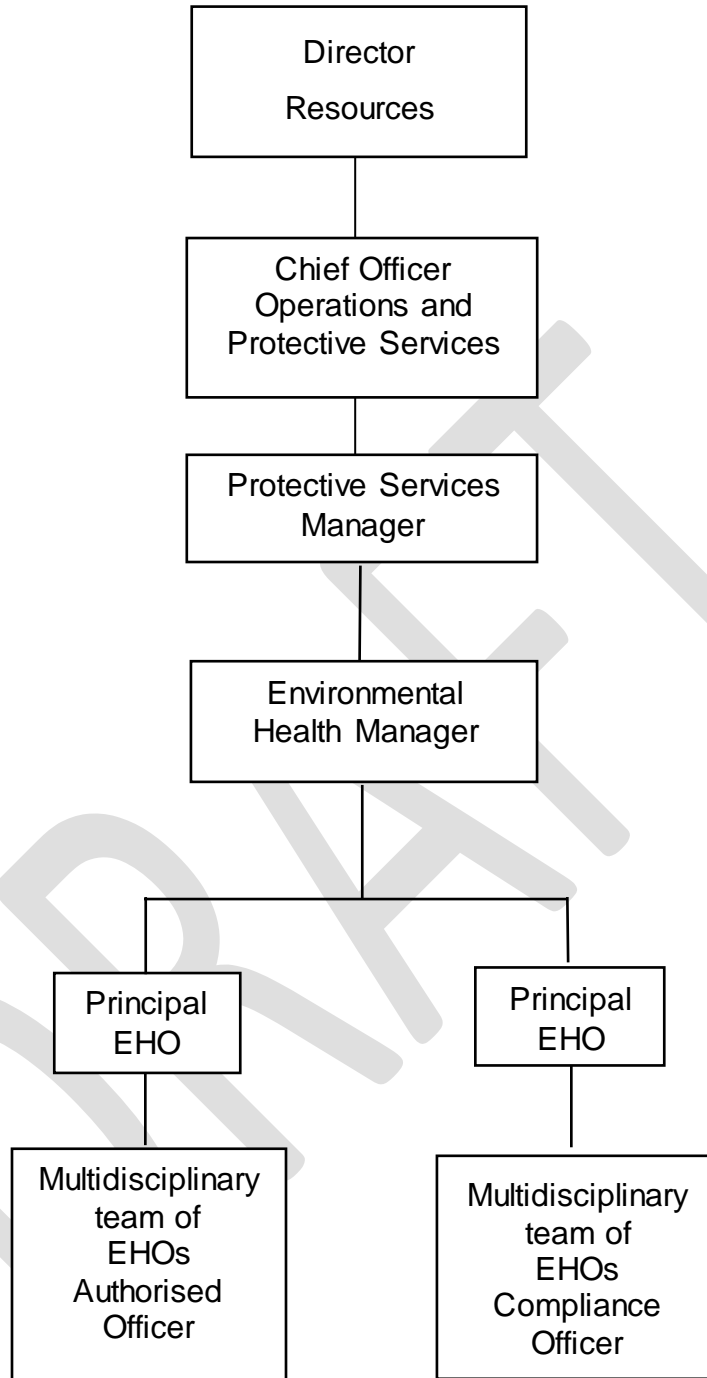 Director
Resources
Chief Officer
Operations and
Protective Services
Protective Services
Manager
Environmental
Health Manager
Principal
EHO
Principal
EHO
Multidisciplinary
team of
EHOs
Authorised
Officer
Multidisciplinary
team of
EHOs
Compliance
Officer
DRAFT